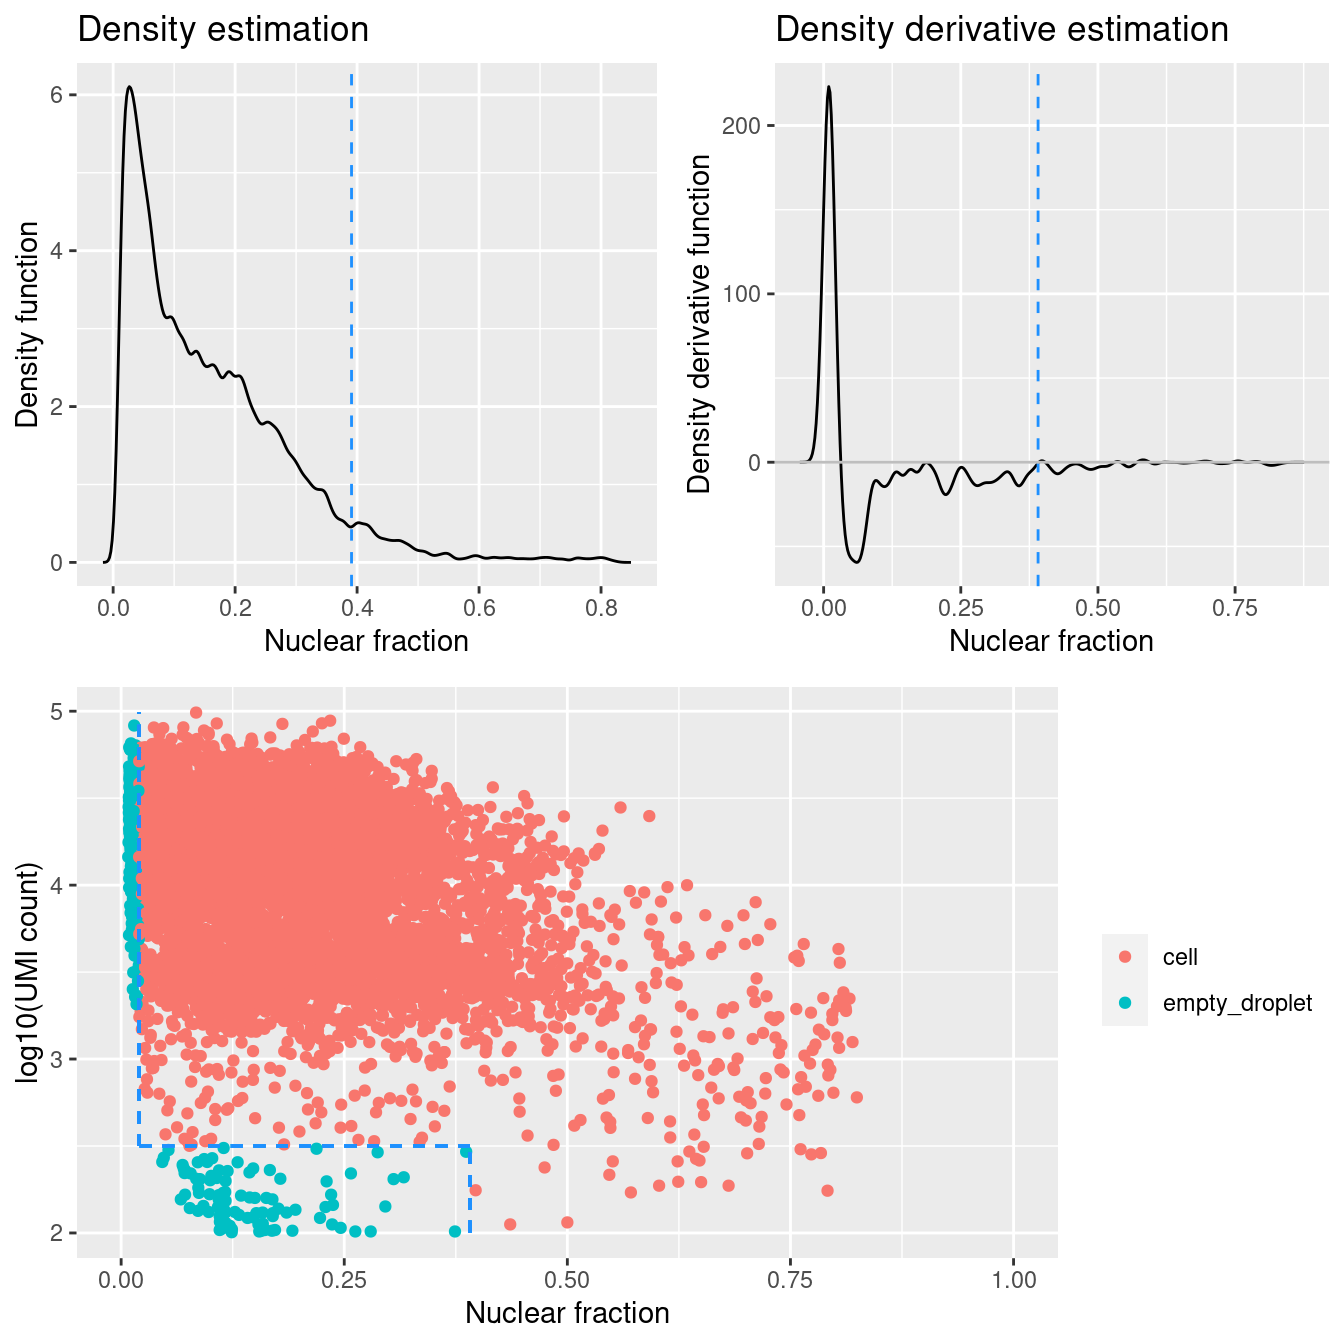 Density estimation
Density function
6
4
2
0
0.0 0.2 0.4 0.6 0.8
Nuclear fraction
Density derivative estimation
Density derivative function
200
100
0
0.00 0.25 0.50 0.75
Nuclear fraction
log10(UMI count)
5
4
3
2
0.00 0.25 0.50 0.75 1.00
Nuclear fraction
cell
empty_droplet